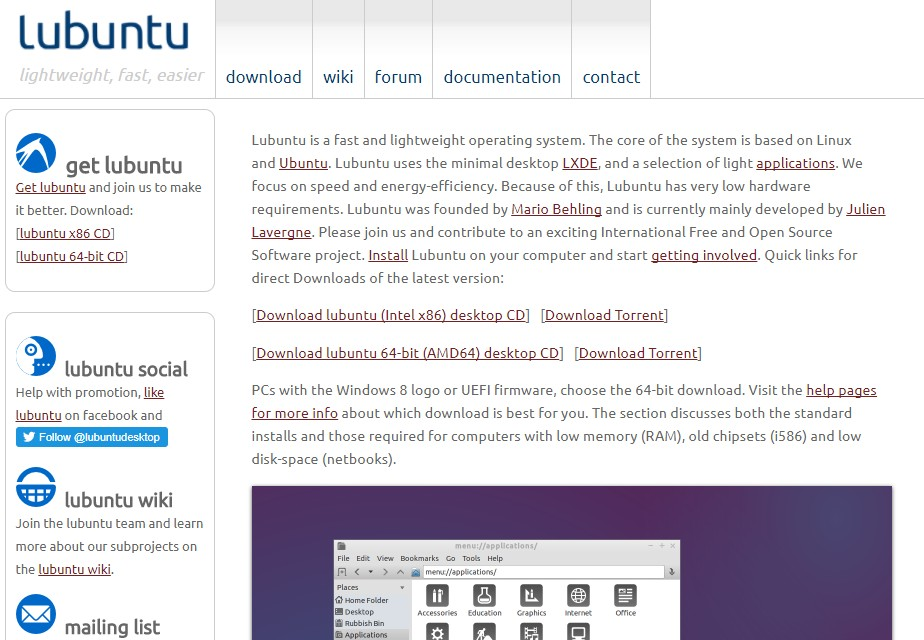 lubuntu
lightweight, fast, easier
download
wiki
forum
documentation
contact
get lubuntu
Get lubuntu and join us to make
it better. Download:
[lubuntu x86 CD]
[lubuntu 64-bit CD]
lubuntu social
Help with promotion, like
lubuntu on facebook and
Follow @lubuntudesktop
lubuntu wiki
Join the lubuntu team and learn
more about our subprojects on
the lubuntu wiki.
mailing list
Lubuntu is a fast and lightweight operating system. The core of the system is based on Linux
and Ubuntu. Lubuntu uses the minimal desktop LXDE, and a selection of light applications. We
focus on speed and energy-efficiency. Because of this, Lubuntu has very low hardware
requirements. Lubuntu was founded by Mario Behling and is currently mainly developed by Julien
Lavergne. Please join us and contribute to an exciting International Free and Open Source
Software project. Install Lubuntu on your computer and start getting involved. Quick links for
direct Downloads of the latest version:
[Download lubuntu (Intel x86) desktop CD] [Download Torrent]
[Download lubuntu 64-bit (AMD64) desktop CD] [Download Torrent]
PCs with the Windows 8 logo or UEFI firmware, choose the 64-bit download. Visit the help pages
for more info about which download is best for you. The section discusses both the standard
installs and those required for computers with low memory (RAM), old chipsets (i586) and low
disk-space (netbooks).
menu://applications/
File Edit View Bookmarks Go Tools Help
menu://applications/
Places
Home Folder
Desktop
Rubbish Bin
Applications
Accessories
Education
Graphics
Internet
Office